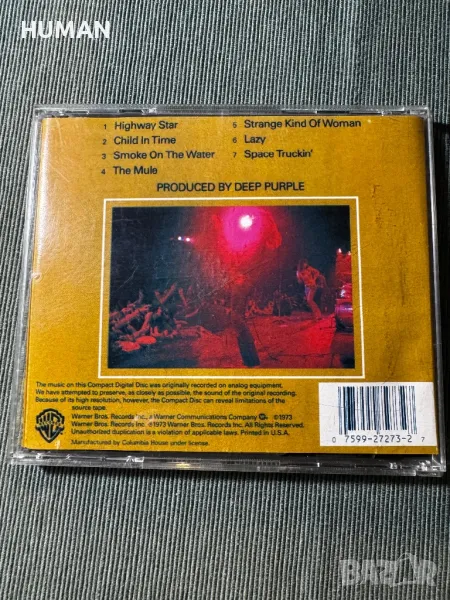 HUMAN
1 Highway Star
2 Child In Time
3 Smoke On The Water
4 The Mule
5 Strange Kind Of Woman
6 Lazy
7 Space Truckin'
PRODUCED BY DEEP PURPLE
The music on this Compact Digital Disc was originally recorded on analog equipment.
We have attempted to preserve, as closely as possible, the sound of the original recording.
Because of its high resolution, however, the Compact Disc can reveal limitations of the
source tape.
Warner Bros. Records Inc., a Warner Communications Company ℗1973
Warner Bros. Records Inc. ©1973 Warner Bros. Records Inc. All Rights Reserved.
Unauthorized duplication is a violation of applicable laws. Printed in U.S.A.
Manufactured by Columbia House under license.
0 7599-27273-2 7
BAZAR